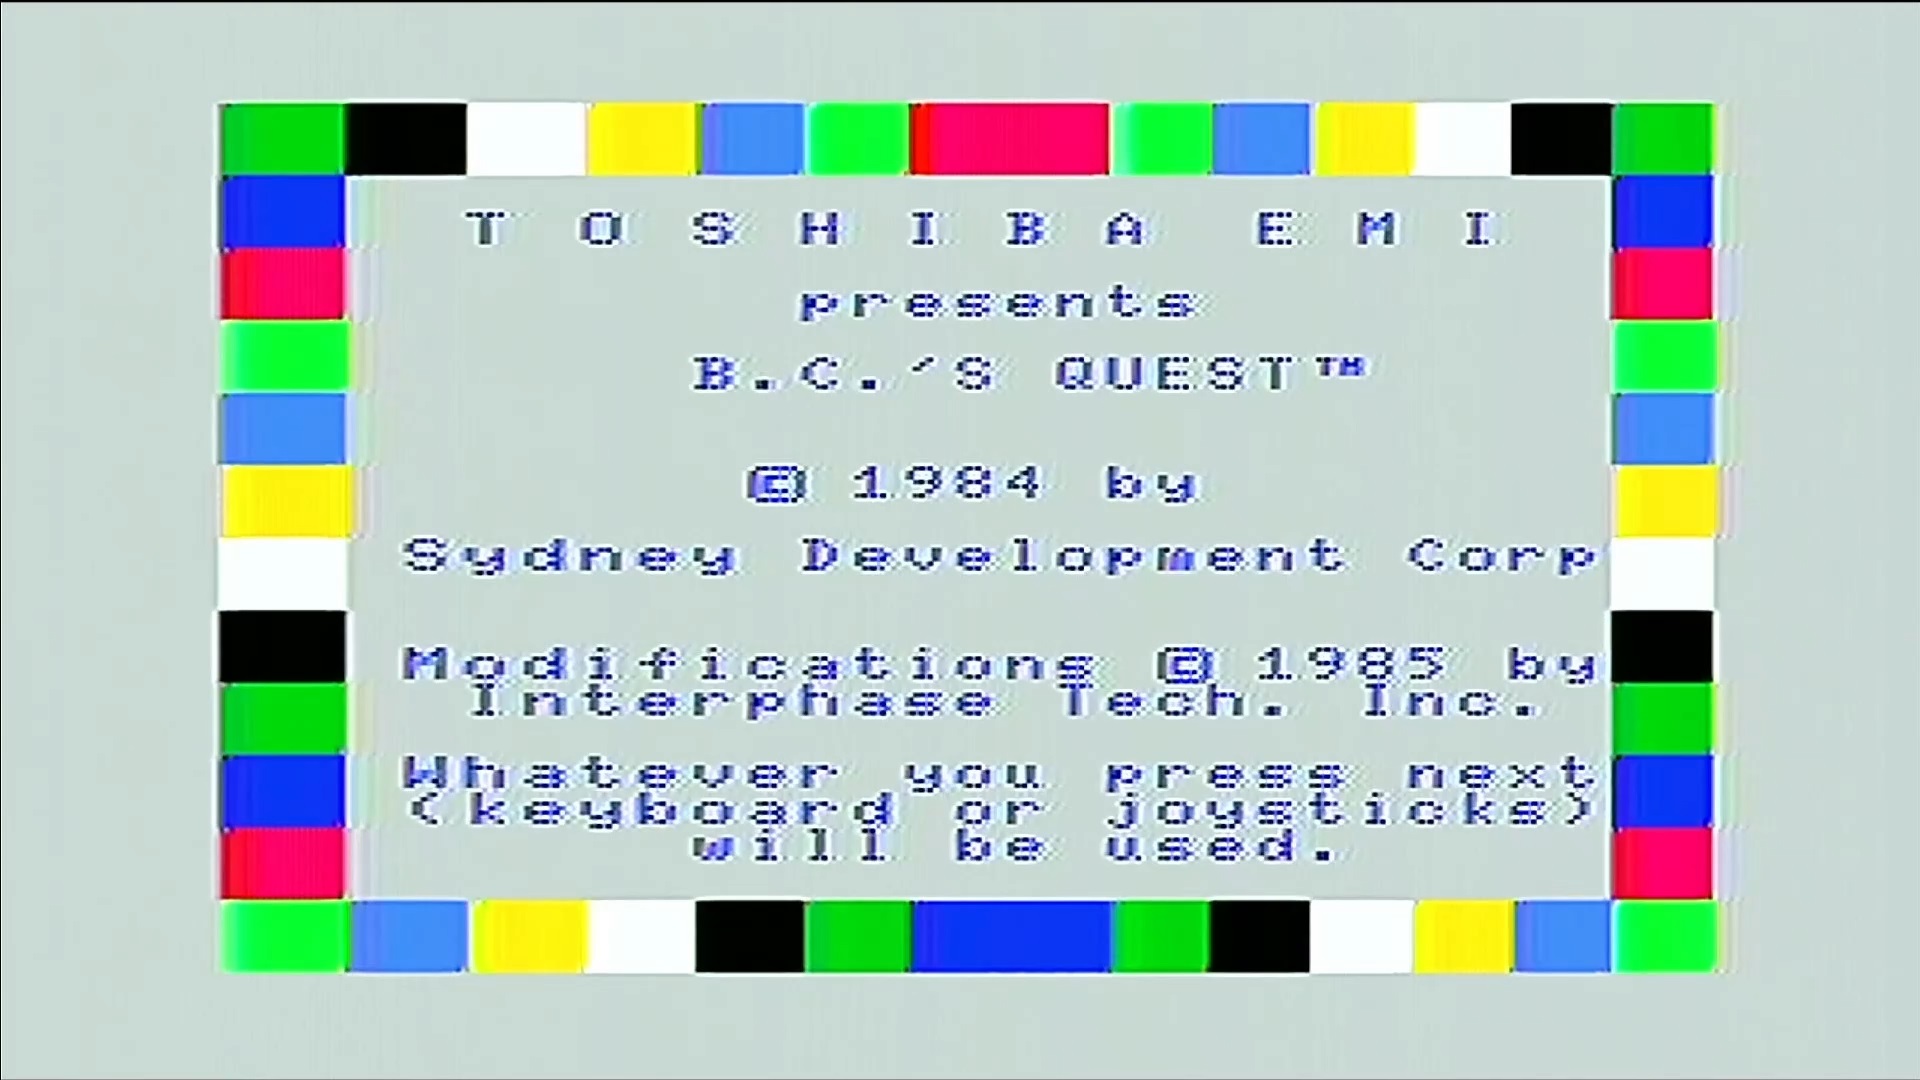 T O S H I B A  E M I
presents
B.C.'S QUEST™
© 1984 by
Sydney Development Corp
Modifications © 1985 by
Interphase Tech. Inc.
Whatever you press next
(keyboard or joysticks)
will be used.